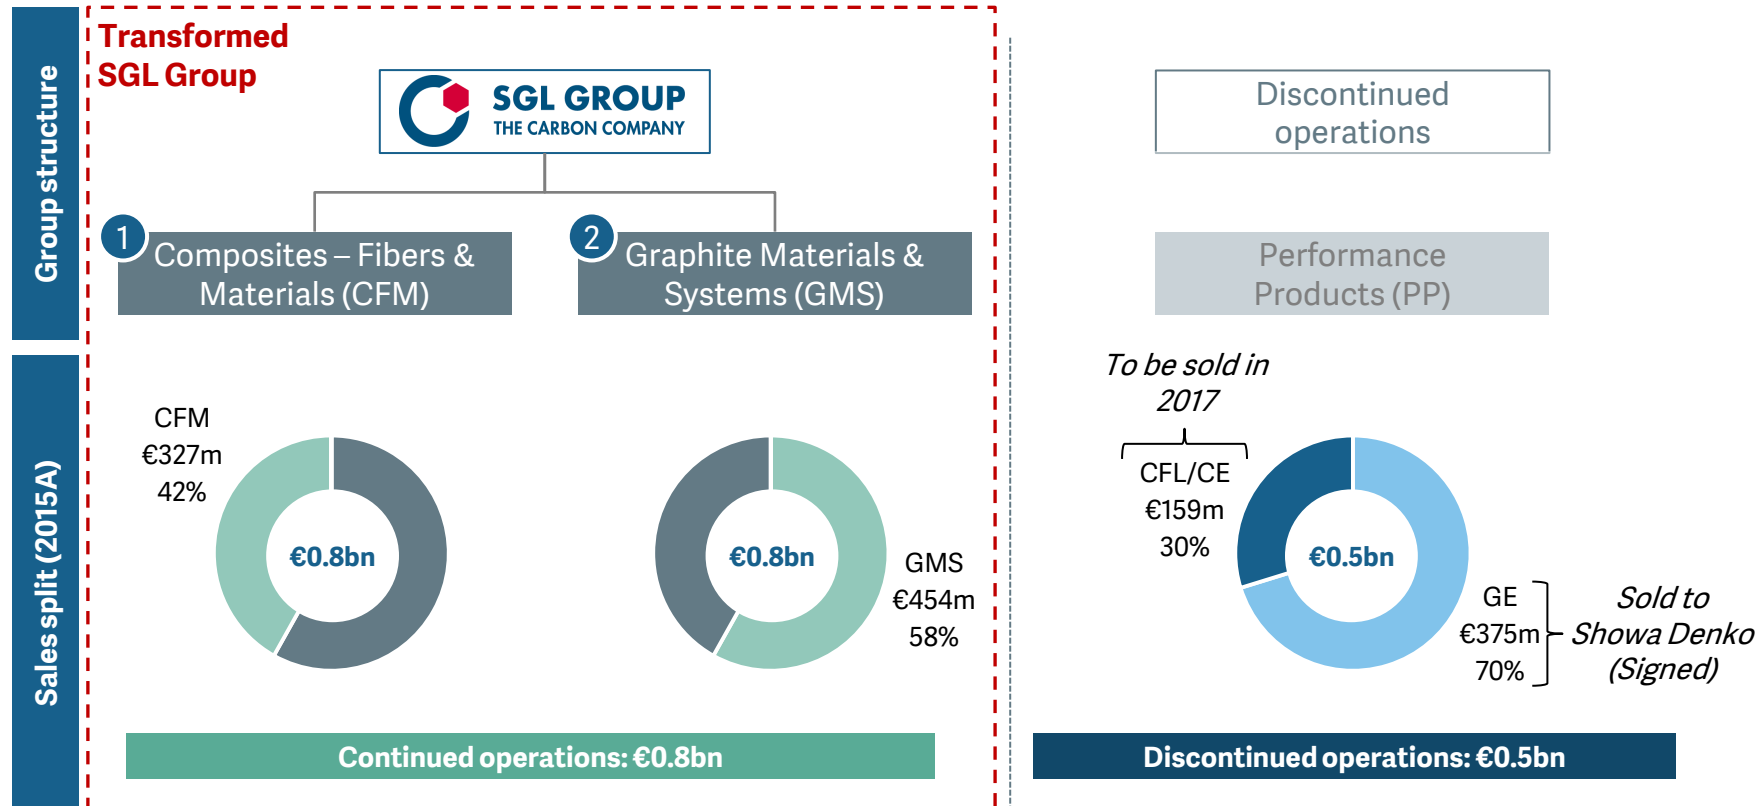 Group structure
Transformed
SGL Group
SGL GROUP
THE CARBON COMPANY
Discontinued
operations
1
Composites – Fibers &
Materials (CFM)
2
Graphite Materials &
Systems (GMS)
Performance
Products (PP)
Sales split (2015A)
CFM
€327m
42%
€0.8bn
€0.8bn
GMS
€454m
58%
To be sold in
2017
CFL/CE
€159m
30%
€0.5bn
GE
€375m
70%
Sold to
Showa Denko
(Signed)
Continued operations: €0.8bn
Discontinued operations: €0.5bn